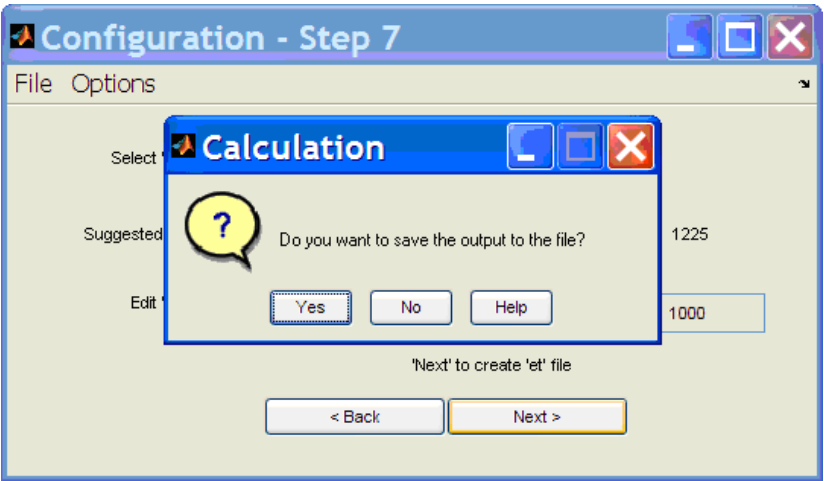 Configuration - Step 7
File Options
Calculation
Select '
Do you want to save the output to the file?
Suggested
1225
Yes No Help
Edit '
1000
'Next' to create 'et' file
< Back Next >